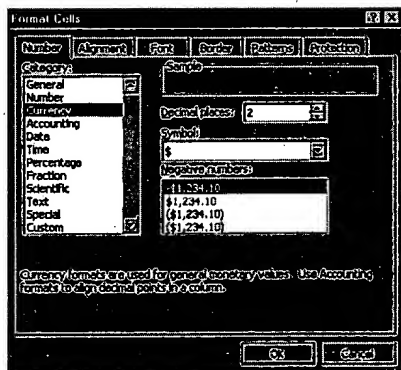 Format Cells
Number Alignment Font Border Patterns Protection
Category:
General
Number
Currency
Accounting
Date
Time
Percentage
Fraction
Scientific
Text
Special
Custom
Sample
Decimal places: 2
Symbol:
$
Negative numbers:
-$1,234.10
$1,234.10
($1,234.10)
($1,234.10)
Currency formats are used for general monetary values. Use Accounting
formats to align decimal points in a column.
OK Cancel